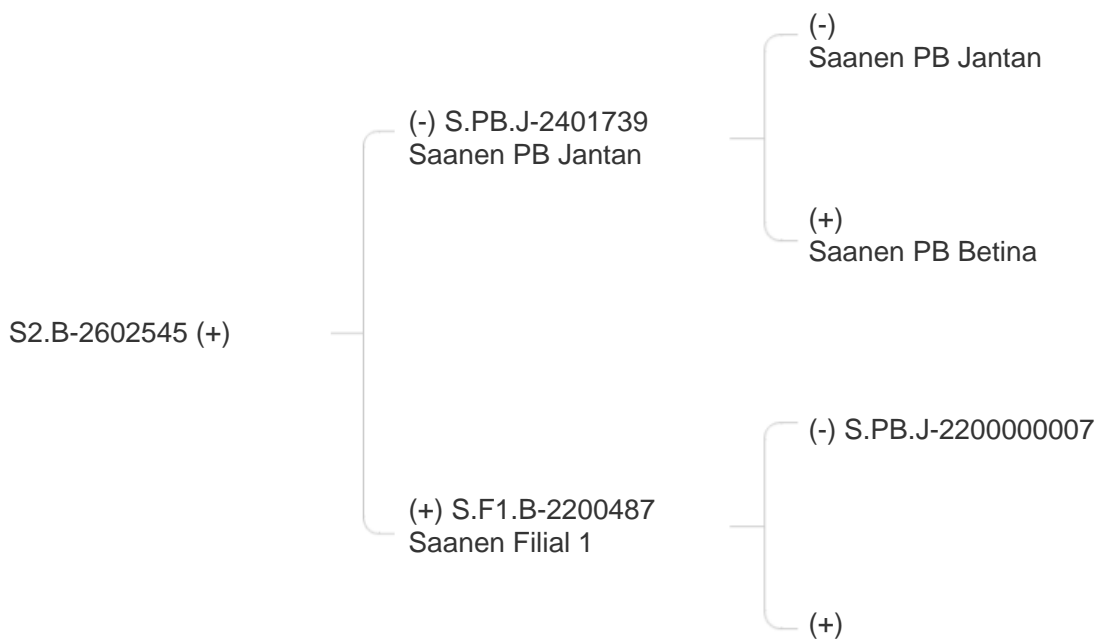 (-)
Saanen PB Jantan
(-) S.PB.J-2401739
Saanen PB Jantan
(+)
Saanen PB Betina
S2.B-2602545 (+)
(-) S.PB.J-2200000007
(+) S.F1.B-2200487
Saanen Filial 1
(+)